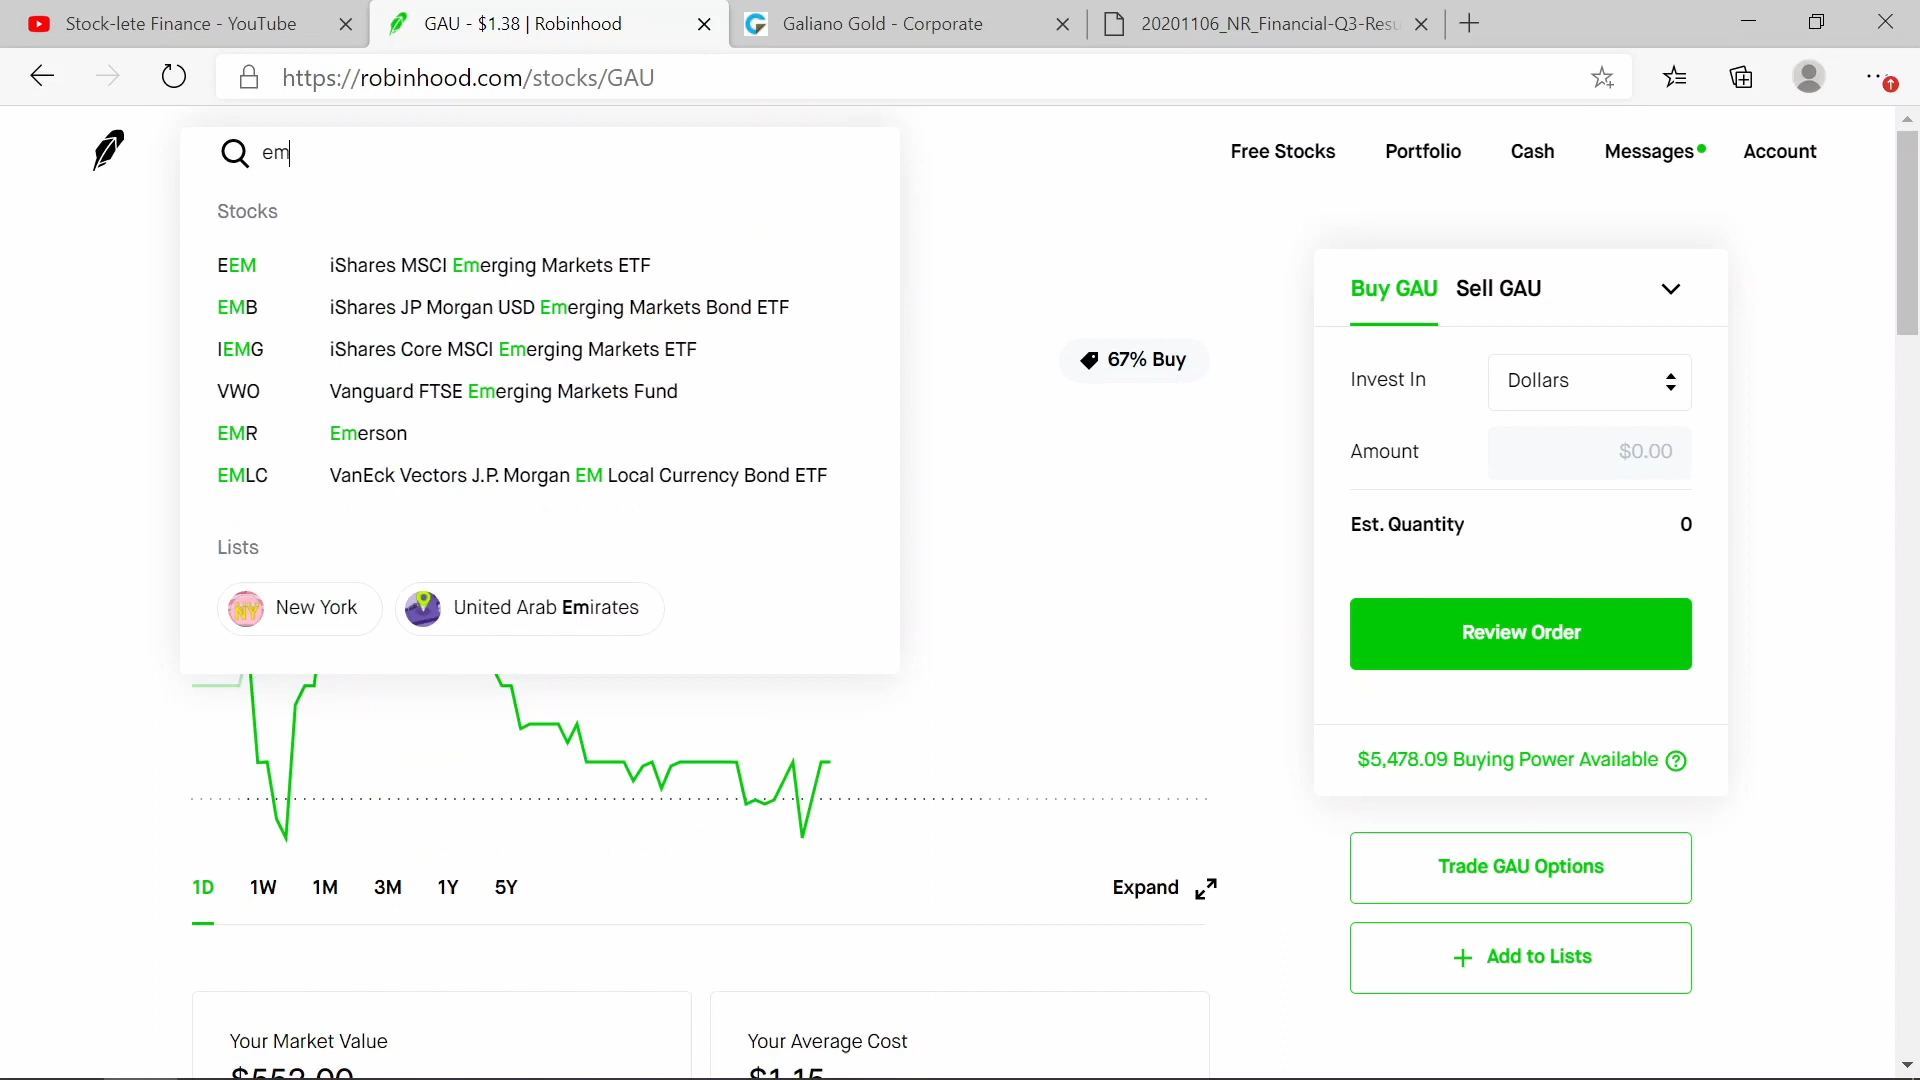 Stock-lete Finance - YouTube
GAU - $1.38 | Robinhood
Galiano Gold - Corporate
20201106_NR_Financial-Q3-Resu
https://robinhood.com/stocks/GAU
em
Free Stocks
Portfolio
Cash
Messages
Account
Stocks
EEM iShares MSCI Emerging Markets ETF
EMB iShares JP Morgan USD Emerging Markets Bond ETF
IEMG iShares Core MSCI Emerging Markets ETF
VWO Vanguard FTSE Emerging Markets Fund
EMR Emerson
EMLC VanEck Vectors J.P. Morgan EM Local Currency Bond ETF
Lists
NY New York
United Arab Emirates
67% Buy
Buy GAU Sell GAU
Invest In Dollars
Amount $0.00
Est. Quantity 0
Review Order
$5,478.09 Buying Power Available ?
Trade GAU Options
+ Add to Lists
1D 1W 1M 3M 1Y 5Y
Expand
Your Market Value
$552.00
Your Average Cost
$1.15